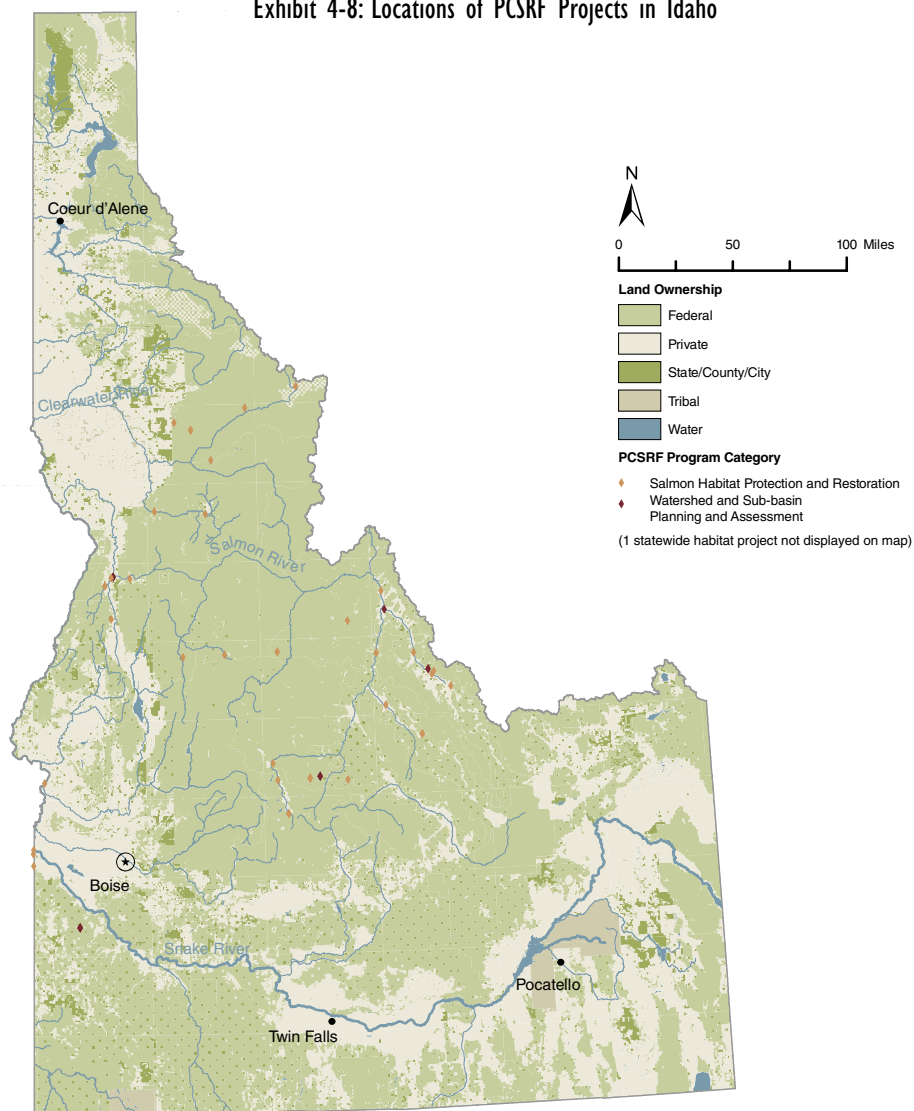 Exhibit 4-8: Locations of PCSRF Projects in Idaho
N
0 50 100 Miles
Coeur d'Alene
Land Ownership
Federal
Private
State/County/City
Tribal
Water
Clearwater River
PCSRF Program Category
Salmon Habitat Protection and Restoration
Watershed and Sub-basin
Planning and Assessment
(1 statewide habitat project not displayed on map)
Salmon River
Boise
Snake River
Pocatello
Twin Falls